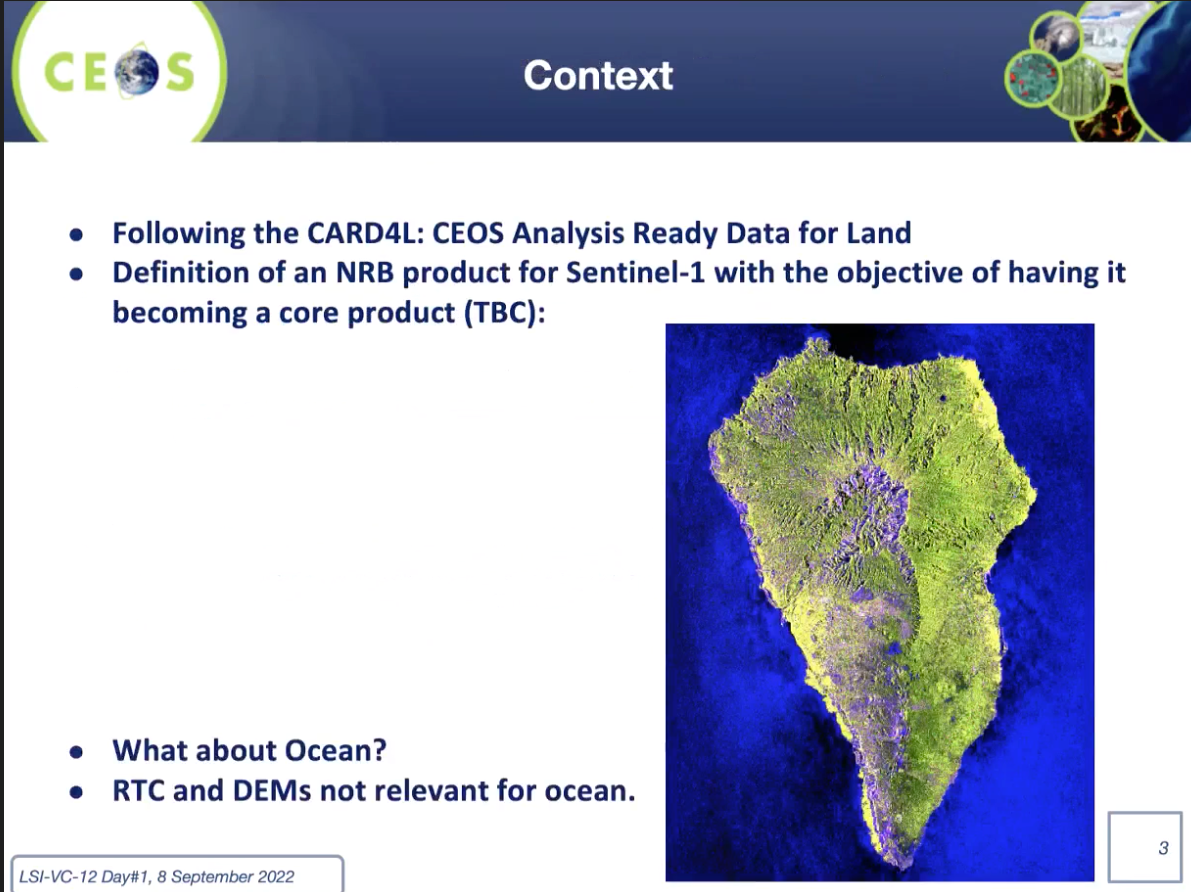 CEOS
Context
● Following the CARD4L: CEOS Analysis Ready Data for Land
● Definition of an NRB product for Sentinel-1 with the objective of having it
becoming a core product (TBC):
● What about Ocean?
● RTC and DEMs not relevant for ocean.
LSI-VC-12 Day#1, 8 September 2022
3